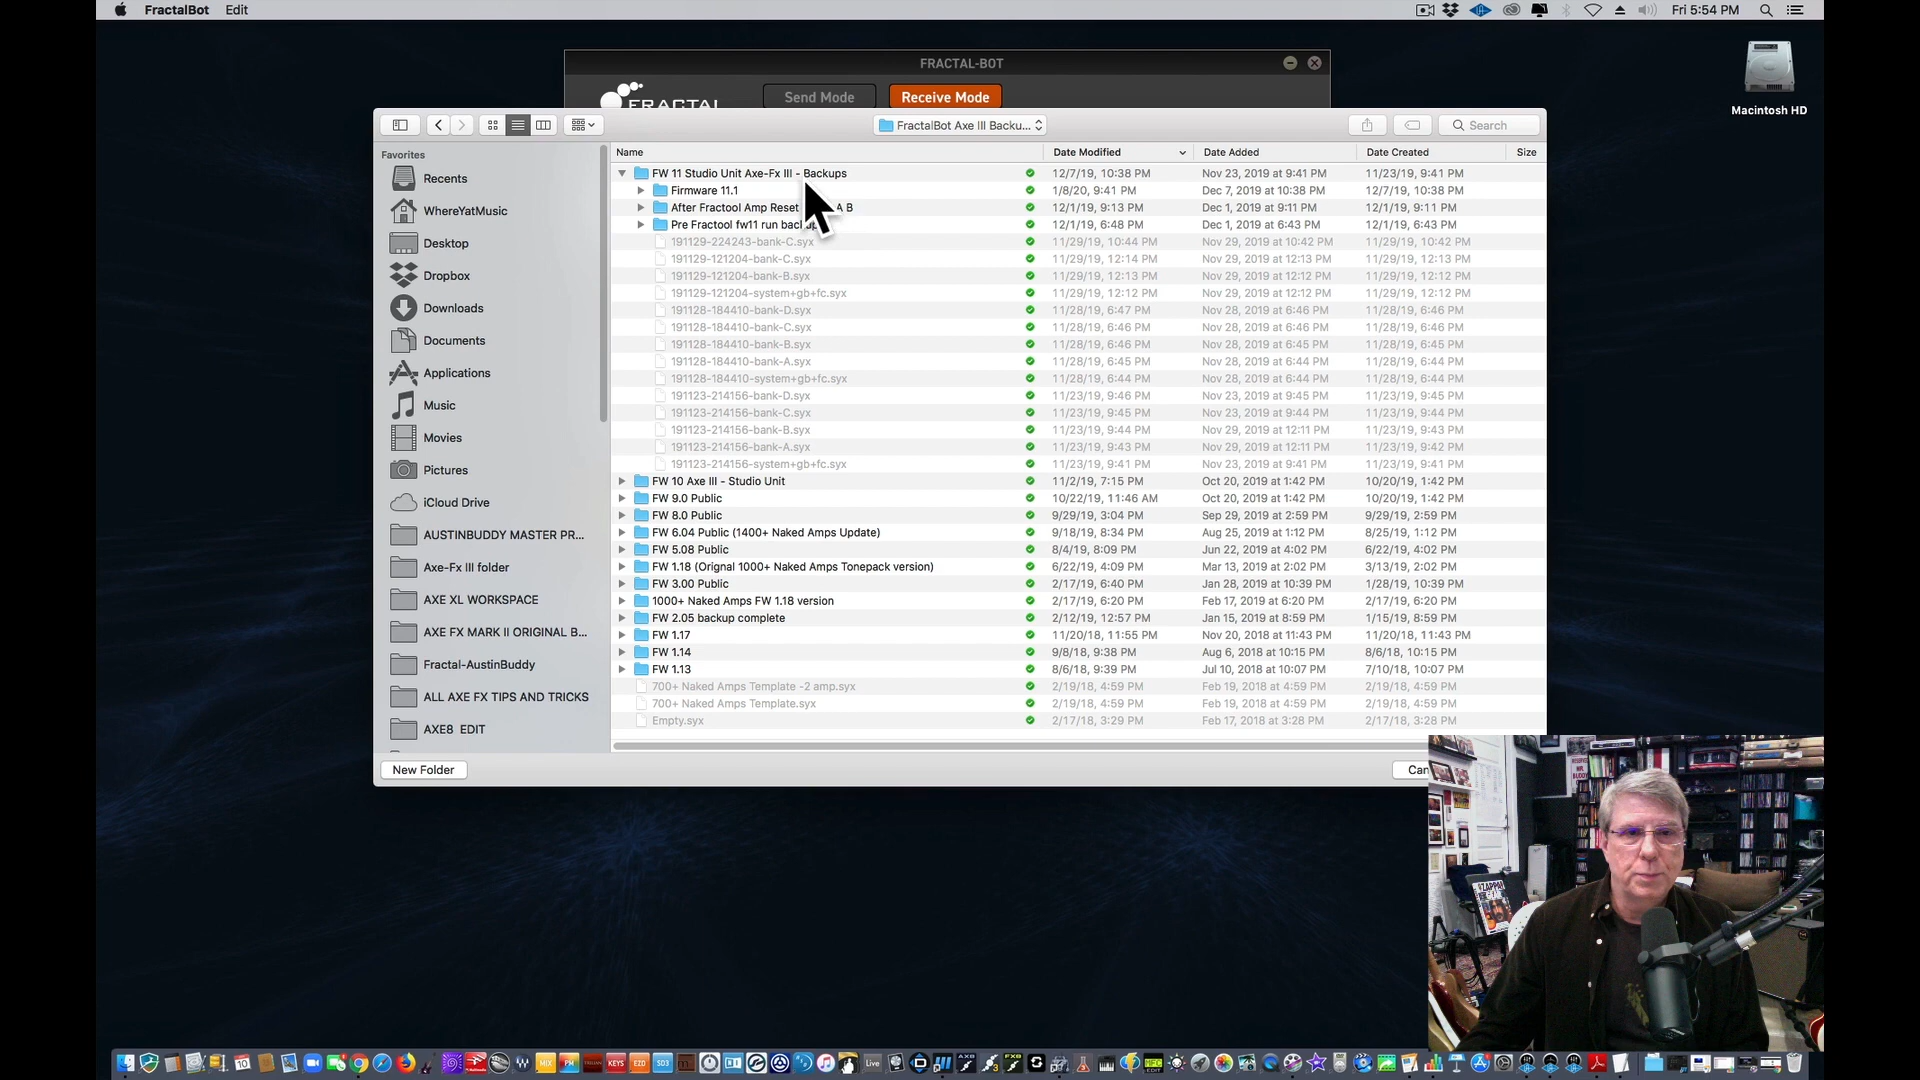 FractalBot Edit
Fri 5:54 PM
FRACTAL-BOT
FRACTAL
Send Mode
Receive Mode
Macintosh HD
FractalBot Axe III Backu...
Search
Favorites
Recents
WhereYatMusic
Desktop
Dropbox
Downloads
Documents
Applications
Music
Movies
Pictures
iCloud Drive
AUSTINBUDDY MASTER PR...
Axe-Fx III folder
AXE XL WORKSPACE
AXE FX MARK II ORIGINAL B...
Fractal-AustinBuddy
ALL AXE FX TIPS AND TRICKS
AXE8 EDIT
Name Date Modified Date Added Date Created Size
FW 11 Studio Unit Axe-Fx III - Backups 12/7/19, 10:38 PM Nov 23, 2019 at 9:41 PM 11/23/19, 9:41 PM
Firmware 11.1 1/8/20, 9:41 PM Dec 7, 2019 at 10:38 PM 12/7/19, 10:38 PM
After Fractool Amp Reset A B 12/1/19, 9:13 PM Dec 1, 2019 at 9:11 PM 12/1/19, 9:11 PM
Pre Fractool fw11 run 12/1/19, 6:48 PM Dec 1, 2019 at 6:43 PM 12/1/19, 6:43 PM
191129-224243-bank-C.syx 11/29/19, 10:44 PM Nov 29, 2019 at 10:42 PM 11/29/19, 10:42 PM
191129-121204-bank-C.syx 11/29/19, 12:14 PM Nov 29, 2019 at 12:13 PM 11/29/19, 12:13 PM
191129-121204-bank-B.syx 11/29/19, 12:13 PM Nov 29, 2019 at 12:12 PM 11/29/19, 12:12 PM
191129-121204-system+gb+fc.syx 11/29/19, 12:12 PM Nov 29, 2019 at 12:12 PM 11/29/19, 12:12 PM
191128-184410-bank-D.syx 11/28/19, 6:47 PM Nov 28, 2019 at 6:46 PM 11/28/19, 6:46 PM
191128-184410-bank-C.syx 11/28/19, 6:46 PM Nov 28, 2019 at 6:46 PM 11/28/19, 6:46 PM
191128-184410-bank-B.syx 11/28/19, 6:46 PM Nov 28, 2019 at 6:45 PM 11/28/19, 6:45 PM
191128-184410-bank-A.syx 11/28/19, 6:45 PM Nov 28, 2019 at 6:44 PM 11/28/19, 6:44 PM
191128-184410-system+gb+fc.syx 11/28/19, 6:44 PM Nov 28, 2019 at 6:44 PM 11/28/19, 6:44 PM
191123-214156-bank-D.syx 11/23/19, 9:46 PM Nov 23, 2019 at 9:45 PM 11/23/19, 9:45 PM
191123-214156-bank-C.syx 11/23/19, 9:45 PM Nov 23, 2019 at 9:44 PM 11/23/19, 9:44 PM
191123-214156-bank-B.syx 11/23/19, 9:44 PM Nov 29, 2019 at 12:11 PM 11/23/19, 9:43 PM
191123-214156-bank-A.syx 11/23/19, 9:43 PM Nov 29, 2019 at 12:11 PM 11/23/19, 9:42 PM
191123-214156-system+gb+fc.syx 11/23/19, 9:41 PM Nov 23, 2019 at 9:41 PM 11/23/19, 9:41 PM
FW 10 Axe III - Studio Unit 11/2/19, 7:15 PM Oct 20, 2019 at 1:42 PM 10/20/19, 1:42 PM
FW 9.0 Public 10/22/19, 11:46 AM Oct 20, 2019 at 1:42 PM 10/20/19, 1:42 PM
FW 8.0 Public 9/29/19, 3:04 PM Sep 29, 2019 at 2:59 PM 9/29/19, 2:59 PM
FW 6.04 Public (1400+ Naked Amps Update) 9/18/19, 8:34 PM Aug 25, 2019 at 1:12 PM 8/25/19, 1:12 PM
FW 5.08 Public 8/4/19, 8:09 PM Jun 22, 2019 at 4:02 PM 6/22/19, 4:02 PM
FW 1.18 (Orignal 1000+ Naked Amps Tonepack version) 6/22/19, 4:09 PM Mar 13, 2019 at 2:02 PM 3/13/19, 2:02 PM
FW 3.00 Public 2/17/19, 6:40 PM Jan 28, 2019 at 10:39 PM 1/28/19, 10:39 PM
1000+ Naked Amps FW 1.18 version 2/17/19, 6:20 PM Feb 17, 2019 at 6:20 PM 2/17/19, 6:20 PM
FW 2.05 backup complete 2/12/19, 12:57 PM Jan 15, 2019 at 8:59 PM 1/15/19, 8:59 PM
FW 1.17 11/20/18, 11:55 PM Nov 20, 2018 at 11:43 PM 11/20/18, 11:43 PM
FW 1.14 9/8/18, 9:38 PM Aug 6, 2018 at 10:15 PM 8/6/18, 10:15 PM
FW 1.13 8/6/18, 9:39 PM Jul 10, 2018 at 10:07 PM 7/10/18, 10:07 PM
700+ Naked Amps Template -2 amp.syx 2/19/18, 4:59 PM Feb 19, 2018 at 4:59 PM 2/19/18, 4:59 PM
700+ Naked Amps Template.syx 2/19/18, 4:59 PM Feb 19, 2018 at 4:59 PM 2/19/18, 4:59 PM
Empty.syx 2/17/18, 3:29 PM Feb 17, 2018 at 3:28 PM 2/17/18, 3:28 PM
New Folder
Can
ZAPPA